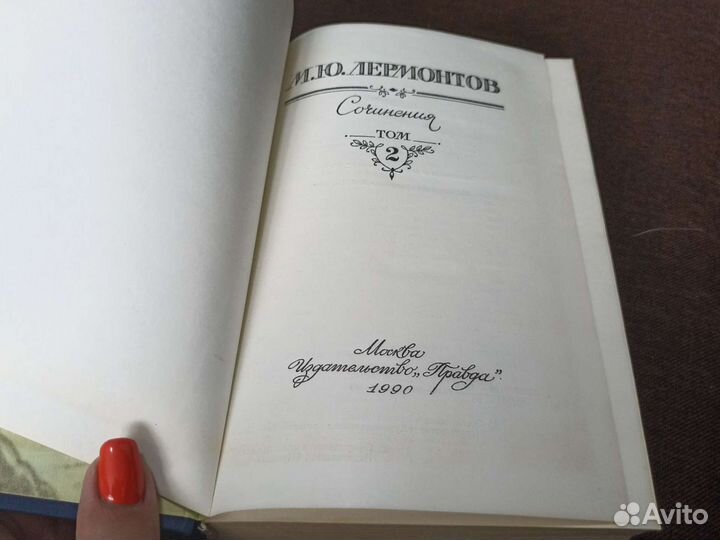 М.Ю. ЛЕРМОНТОВ
Сочинения
ТОМ
2
Москва
Издательство „Правда”.
1990
Avito